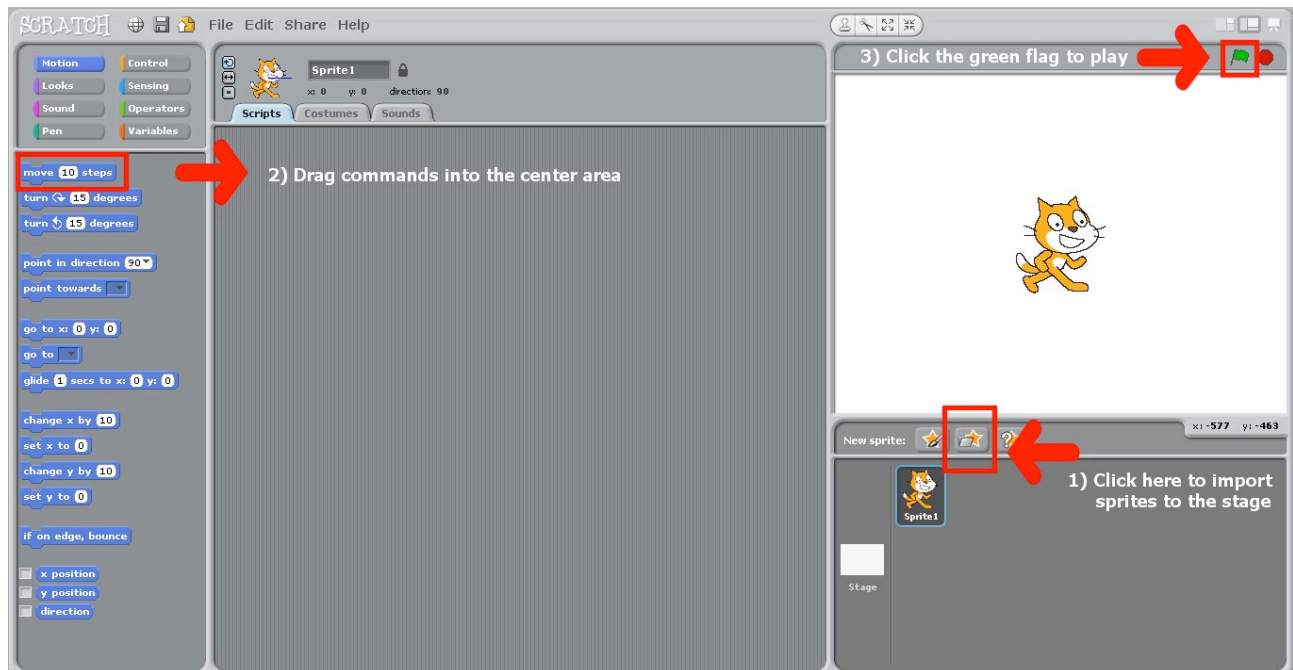 SCRATCH File Edit Share Help
Motion Control
Looks Sensing
Sound Operators
Pen Variables
move 10 steps
turn 15 degrees
turn 15 degrees
point in direction 90
point towards
go to x: 0 y: 0
go to
glide 1 secs to x: 0 y: 0
change x by 10
set x to 0
change y by 10
set y to 0
if on edge, bounce
x position
y position
direction
Sprite1
x: 0 y: 0 direction: 90
Scripts Costumes Sounds
2) Drag commands into the center area
3) Click the green flag to play
x: -577 y: -463
New sprite:
1) Click here to import
sprites to the stage
Sprite1
Stage